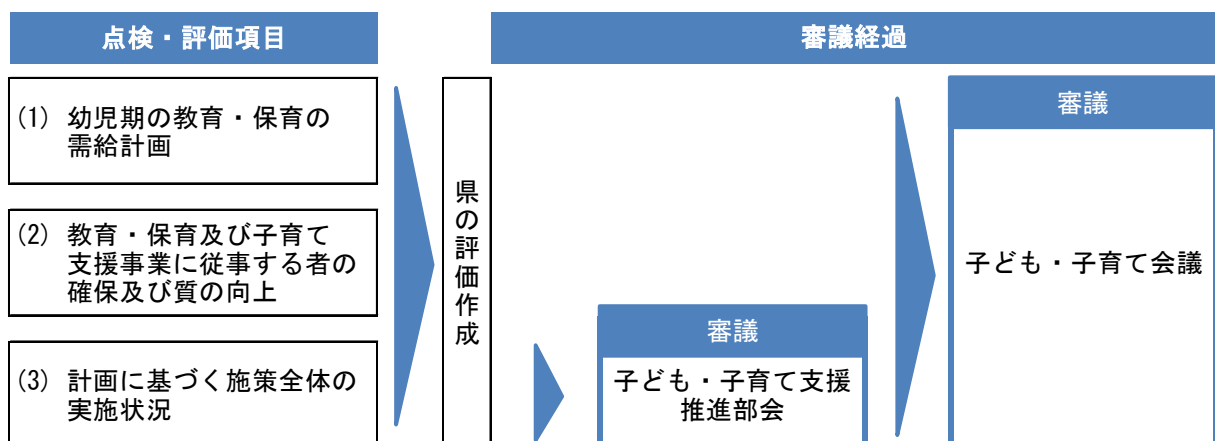 点検・評価項目
審議経過
(1) 幼児期の教育・保育の
需給計画
(2) 教育・保育及び子育て
支援事業に従事する者の
確保及び質の向上
(3) 計画に基づく施策全体の
実施状況
県の評価作成
審議
子ども・子育て支援
推進部会
審議
子ども・子育て会議